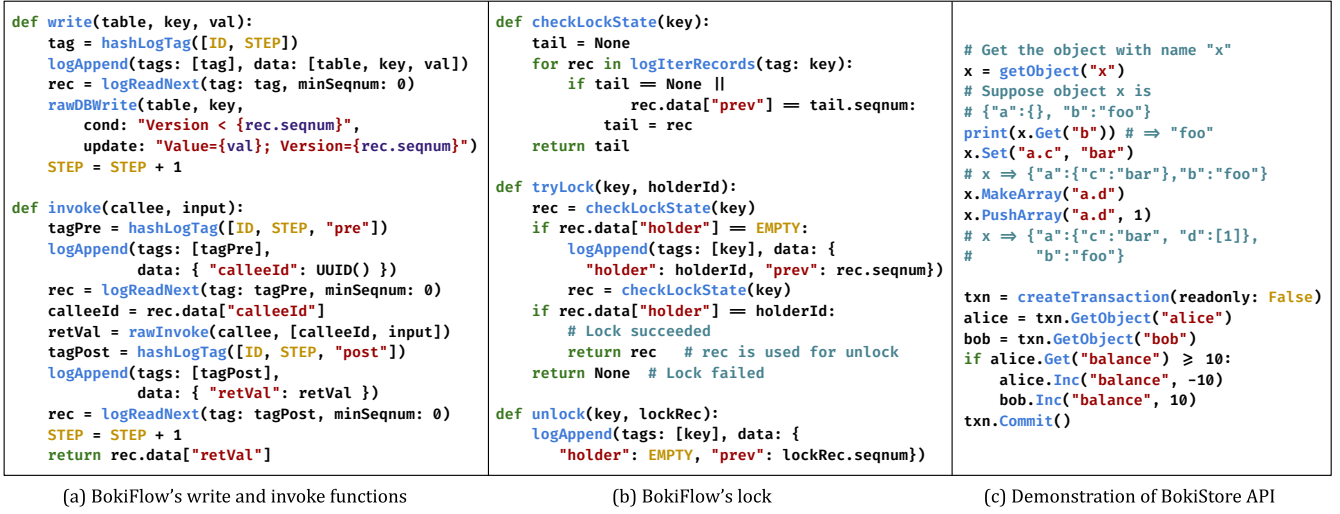 def write(table, key, val):
    tag = hashLogTag([ID, STEP])
    logAppend(tags: [tag], data: [table, key, val])
    rec = logReadNext(tag: tag, minSeqnum: 0)
    rawDBWrite(table, key,
        cond: "Version < {rec.seqnum}",
        update: "Value={val}; Version={rec.seqnum}")
    STEP = STEP + 1
def invoke(callee, input):
    tagPre = hashLogTag([ID, STEP, "pre"])
    logAppend(tags: [tagPre],
              data: { "calleeId": UUID() })
    rec = logReadNext(tag: tagPre, minSeqnum: 0)
    calleeId = rec.data["calleeId"]
    retVal = rawInvoke(callee, [calleeId, input])
    tagPost = hashLogTag([ID, STEP, "post"])
    logAppend(tags: [tagPost],
              data: { "retVal": retVal })
    rec = logReadNext(tag: tagPost, minSeqnum: 0)
    STEP = STEP + 1
    return rec.data["retVal"]
(a) BokiFlow's write and invoke functions
def checkLockState(key):
    tail = None
    for rec in logIterRecords(tag: key):
        if tail == None ||
               rec.data["prev"] == tail.seqnum:
            tail = rec
    return tail
def tryLock(key, holderId):
    rec = checkLockState(key)
    if rec.data["holder"] == EMPTY:
        logAppend(tags: [key], data: {
          "holder": holderId, "prev": rec.seqnum})
        rec = checkLockState(key)
    if rec.data["holder"] == holderId:
        # Lock succeeded
        return rec   # rec is used for unlock
    return None  # Lock failed
def unlock(key, lockRec):
    logAppend(tags: [key], data: {
       "holder": EMPTY, "prev": lockRec.seqnum})
(b) BokiFlow's lock
# Get the object with name "x"
x = getObject("x")
# Suppose object x is
# {"a":{}, "b":"foo"}
print(x.Get("b")) # => "foo"
x.Set("a.c", "bar")
# x => {"a":{"c":"bar"},"b":"foo"}
x.MakeArray("a.d")
x.PushArray("a.d", 1)
# x => {"a":{"c":"bar", "d":[1]},
#       "b":"foo"}
txn = createTransaction(readonly: False)
alice = txn.GetObject("alice")
bob = txn.GetObject("bob")
if alice.Get("balance") >= 10:
    alice.Inc("balance", -10)
    bob.Inc("balance", 10)
txn.Commit()
(c) Demonstration of BokiStore API